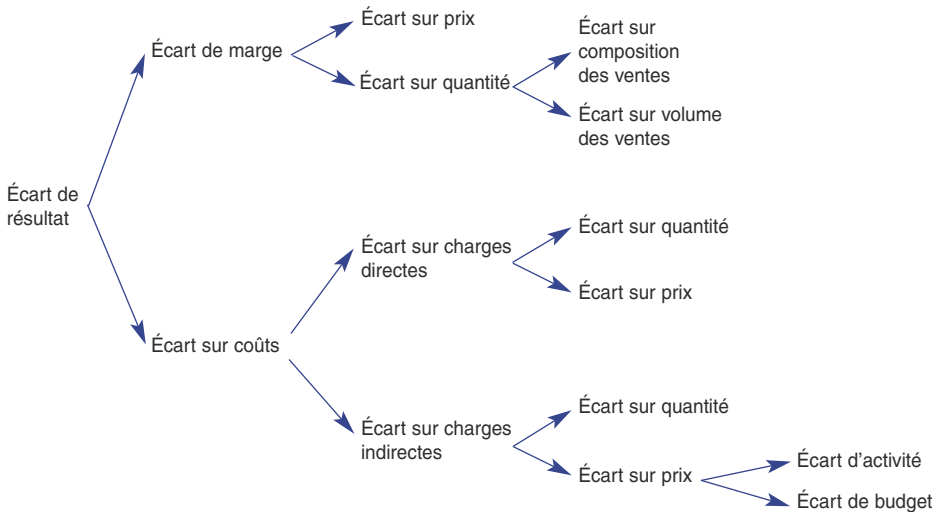 Écart de
résultat
Écart de marge
Écart sur prix
Écart sur quantité
Écart sur
composition
des ventes
Écart sur volume
des ventes
Écart sur coûts
Écart sur charges
directes
Écart sur quantité
Écart sur prix
Écart sur charges
indirectes
Écart sur quantité
Écart sur prix
Écart d'activité
Écart de budget